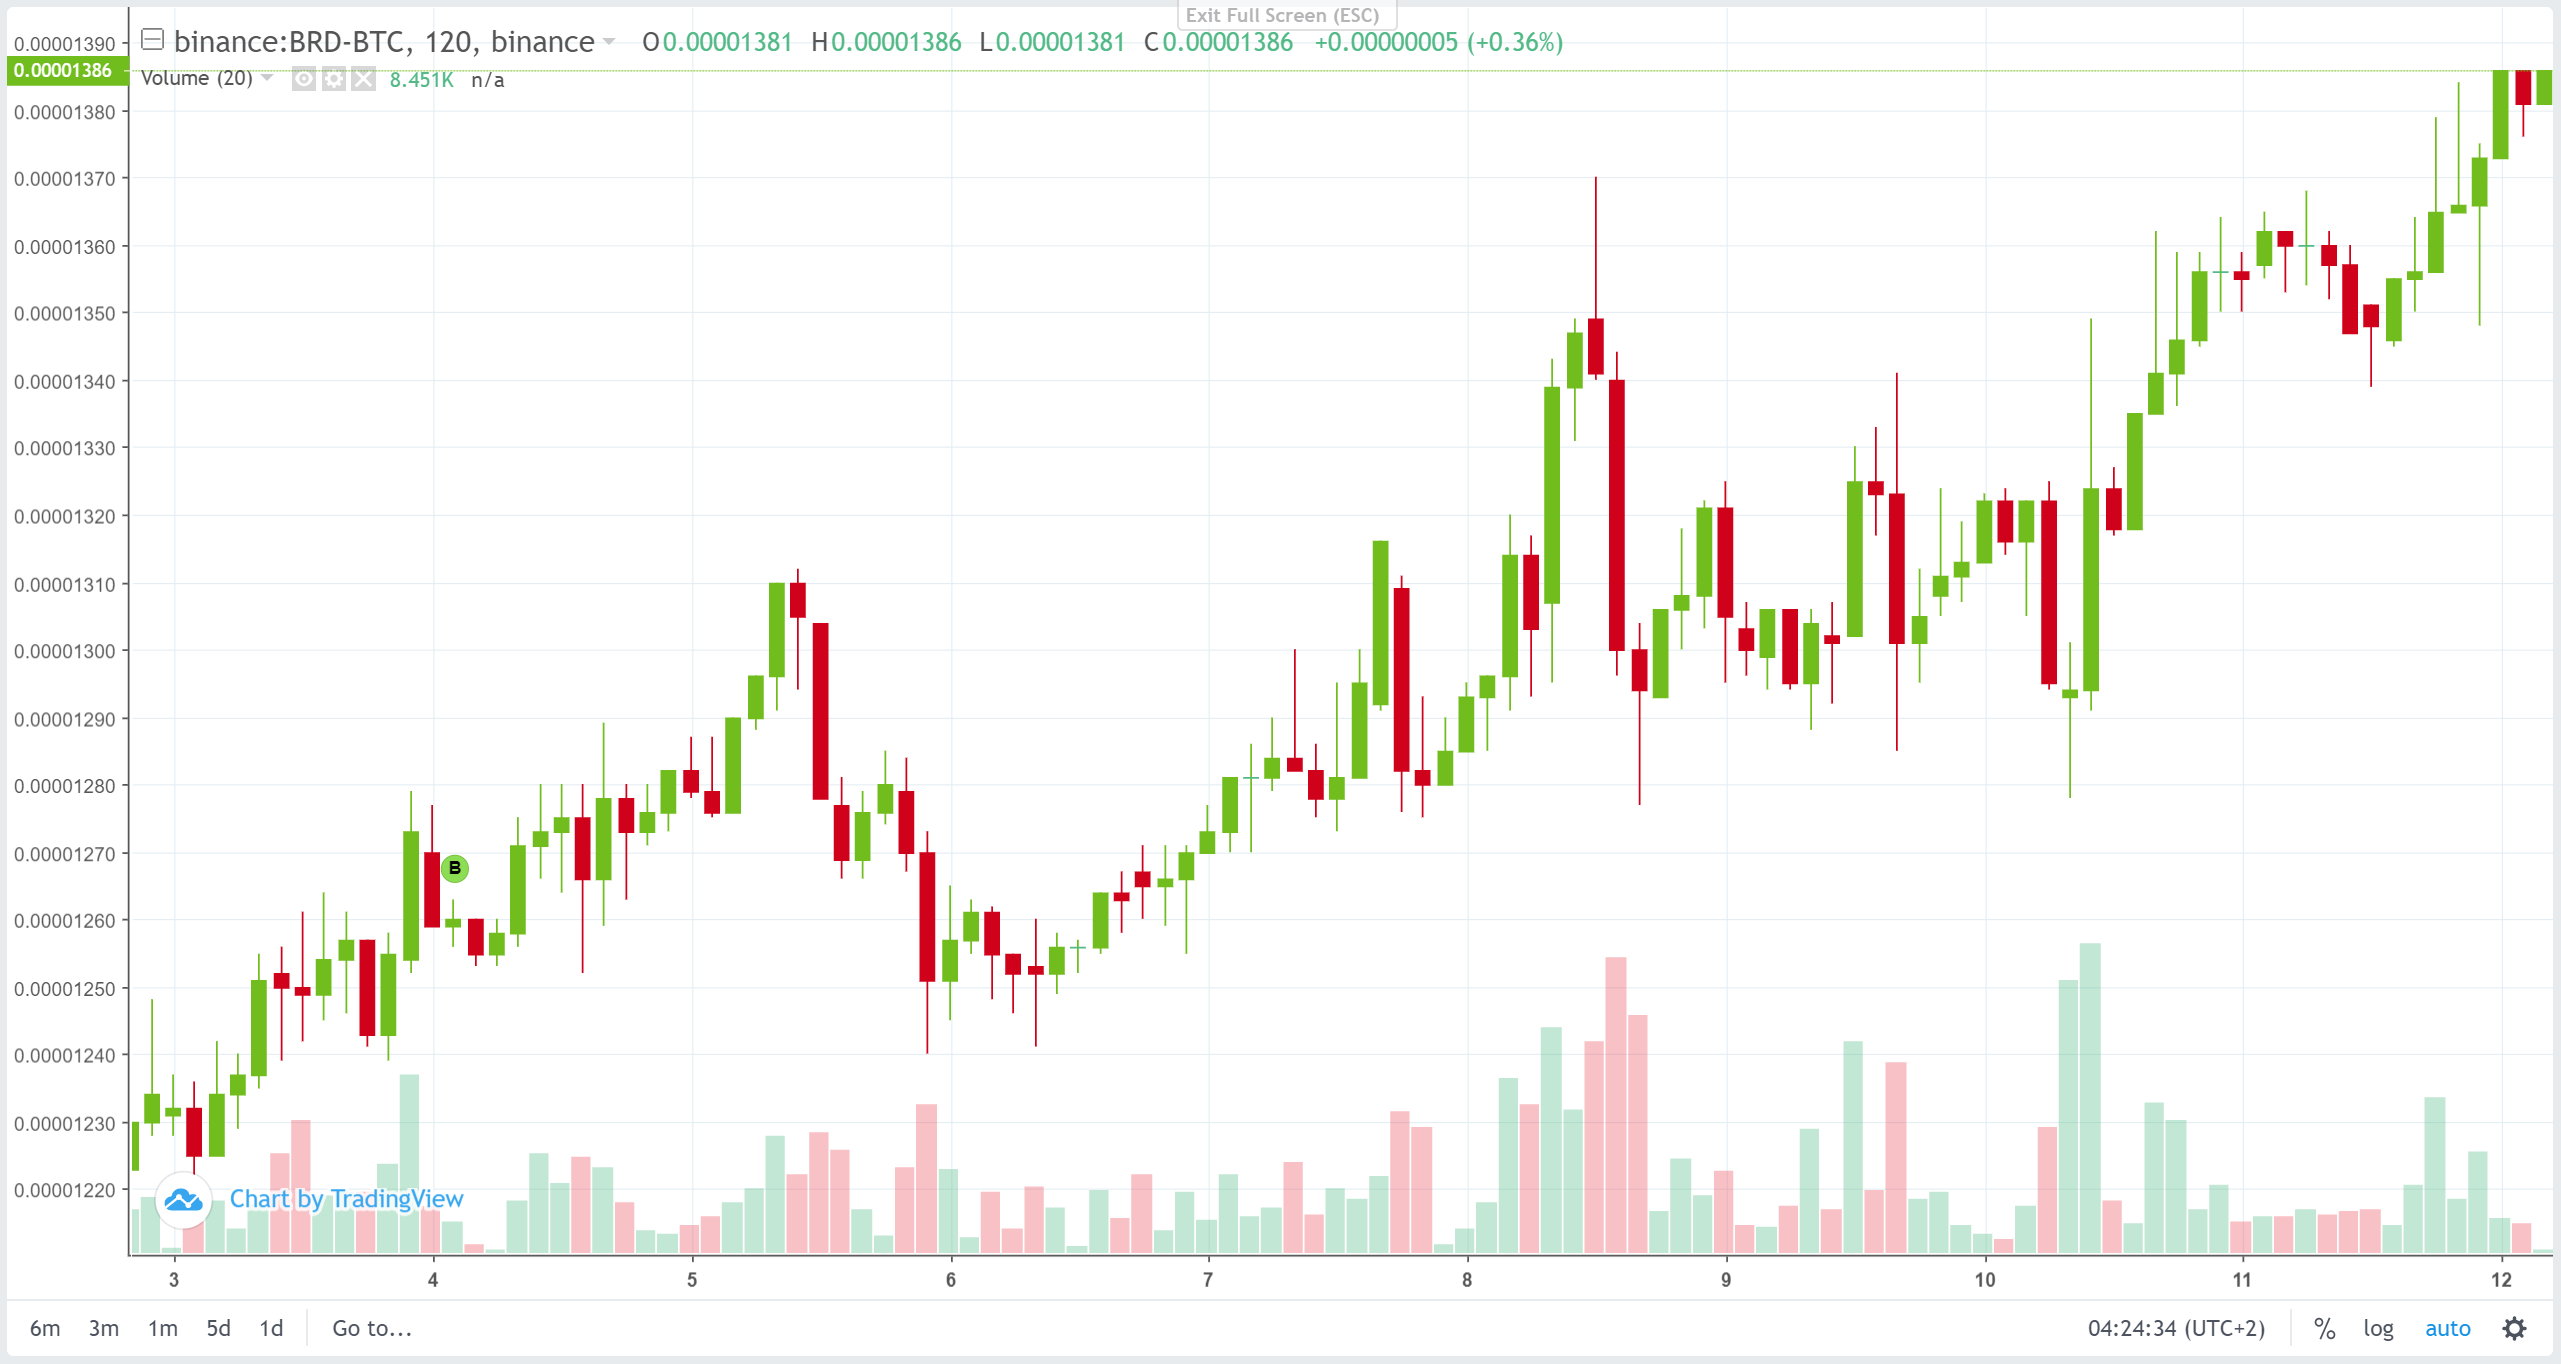 Exit Full Screen (ESC)
binance:BRD-BTC, 120, binance O0.00001381 H0.00001386 L0.00001381 C0.00001386 +0.00000005 (+0.36%)
Volume (20) 8.451K n/a
0.00001390
0.00001386
0.00001380
0.00001370
0.00001360
0.00001350
0.00001340
0.00001330
0.00001320
0.00001310
0.00001300
0.00001290
0.00001280
0.00001270
0.00001260
0.00001250
0.00001240
0.00001230
0.00001220
B
Chart by TradingView
3 4 5 6 7 8 9 10 11 12
6m 3m 1m 5d 1d Go to... 04:24:34 (UTC+2) % log auto